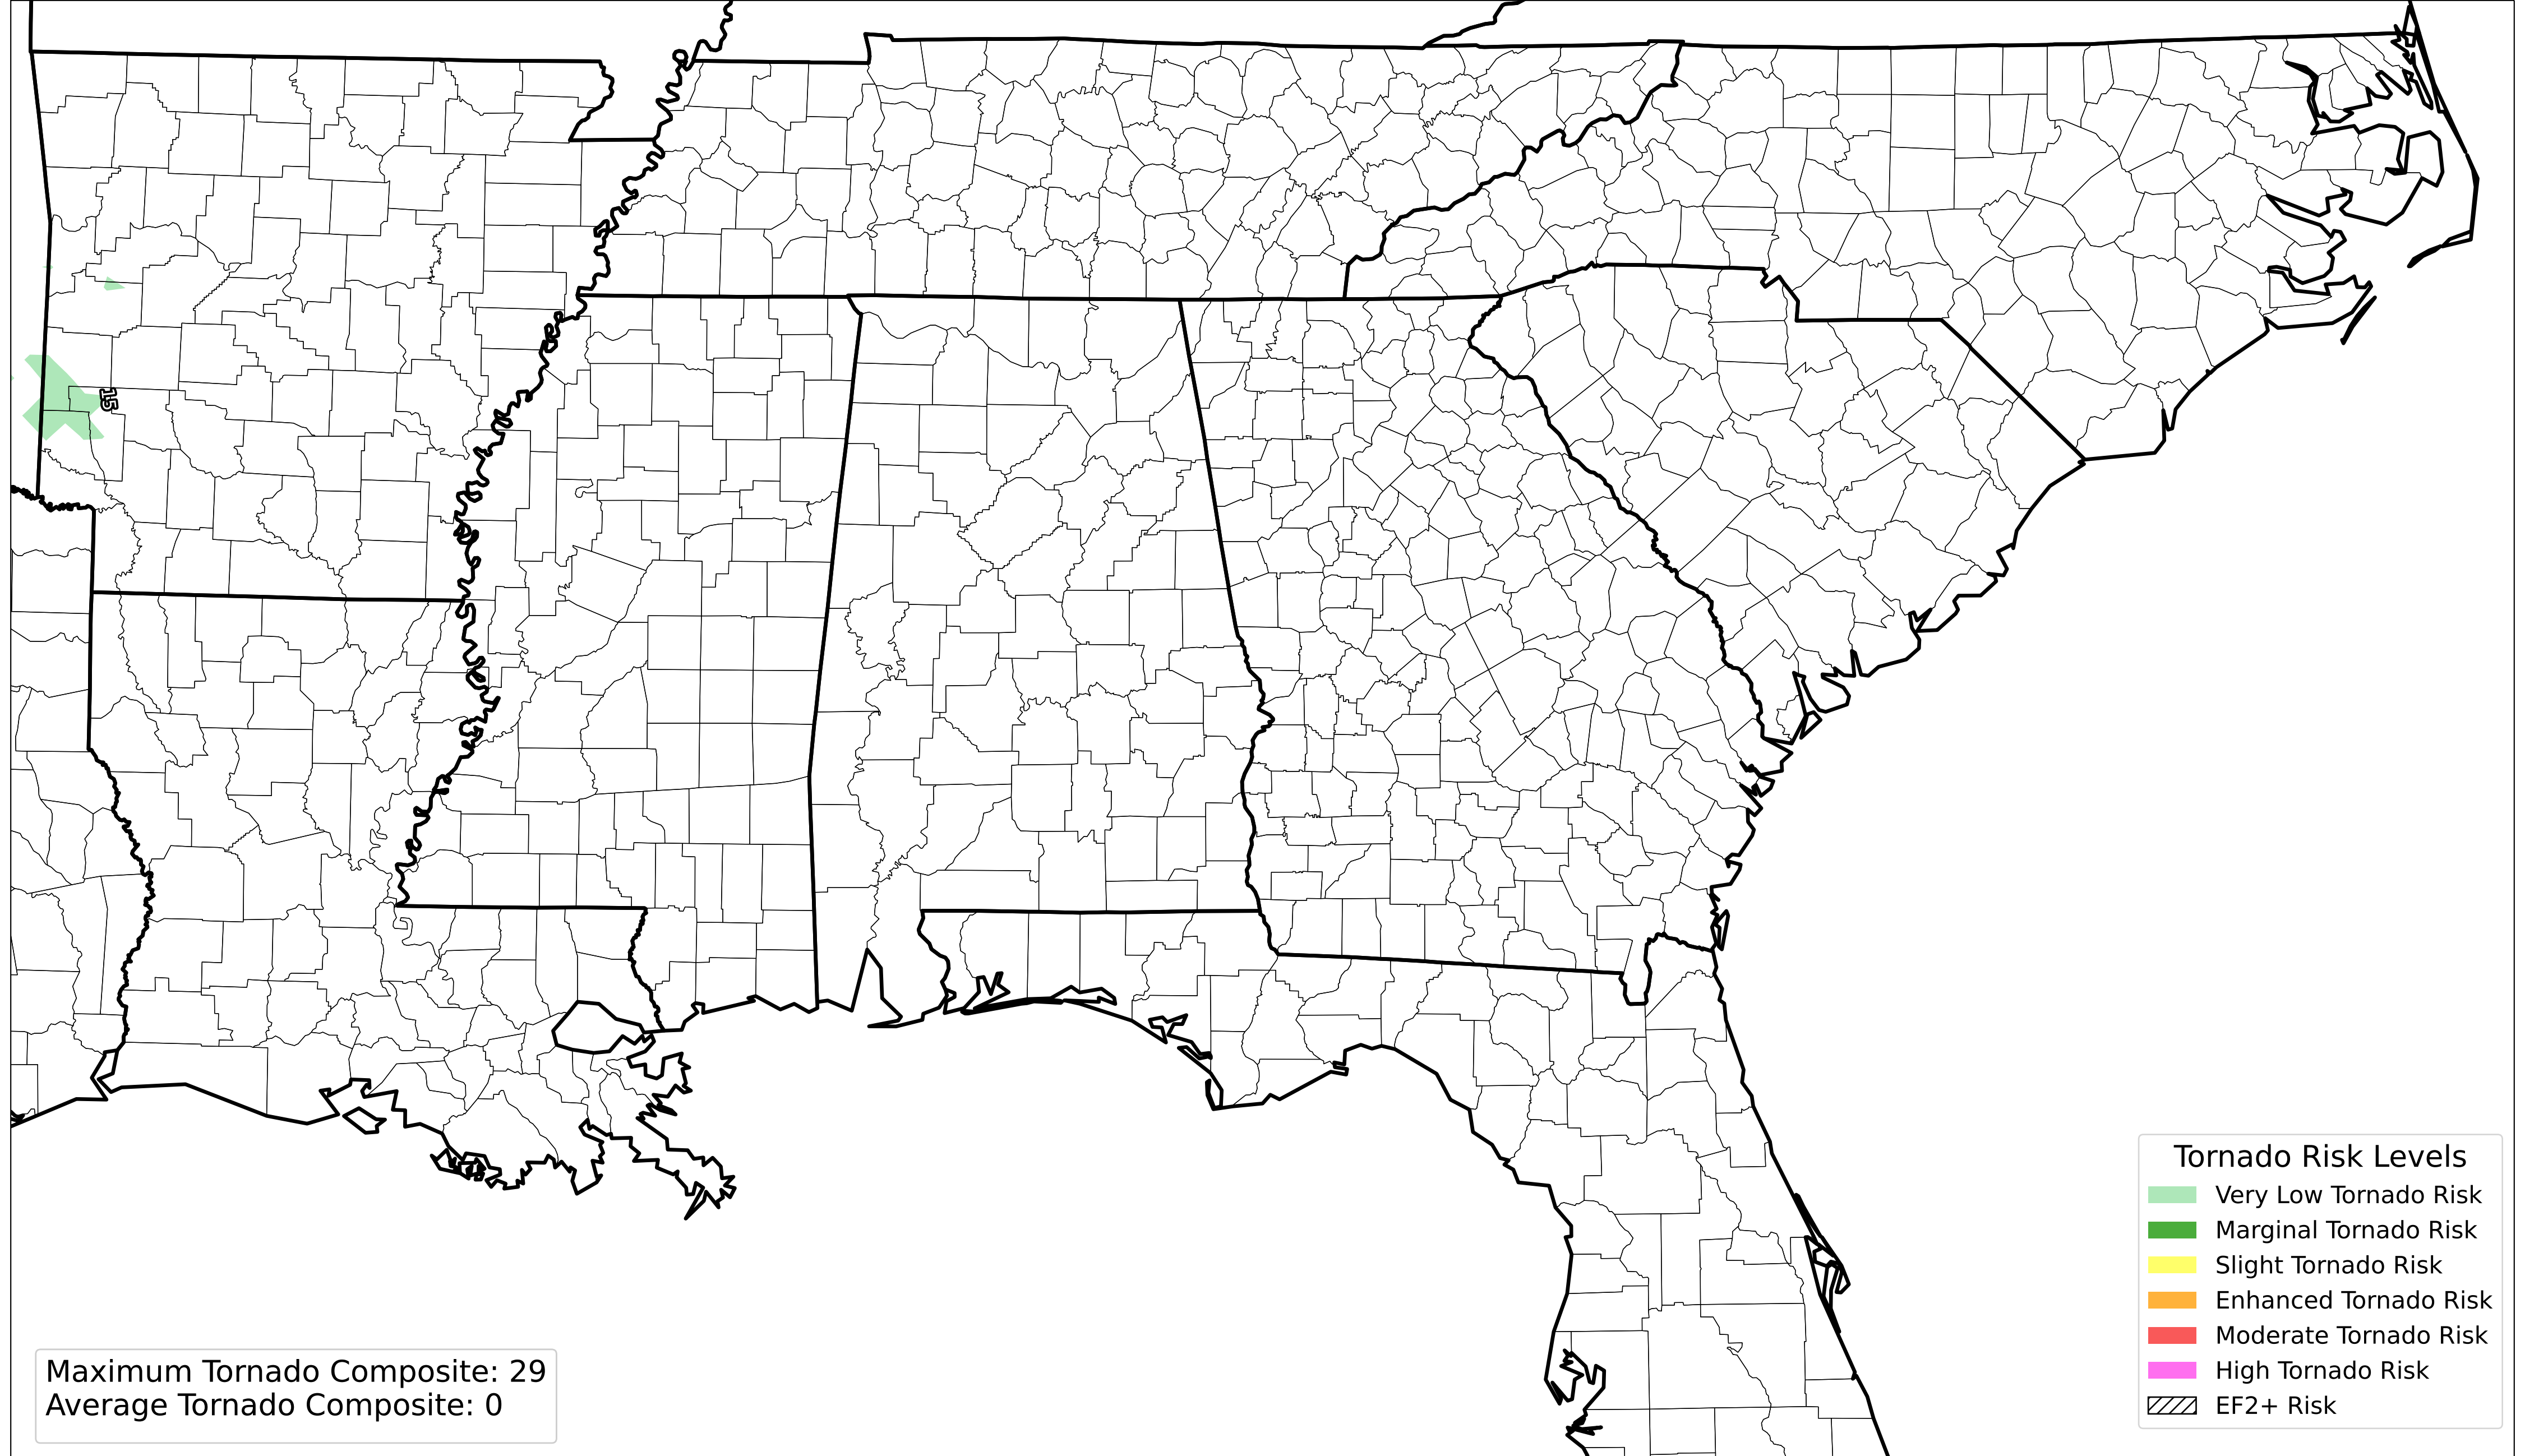 15
Maximum Tornado Composite: 29
Average Tornado Composite: 0
Tornado Risk Levels
Very Low Tornado Risk
Marginal Tornado Risk
Slight Tornado Risk
Enhanced Tornado Risk
Moderate Tornado Risk
High Tornado Risk
EF2+ Risk